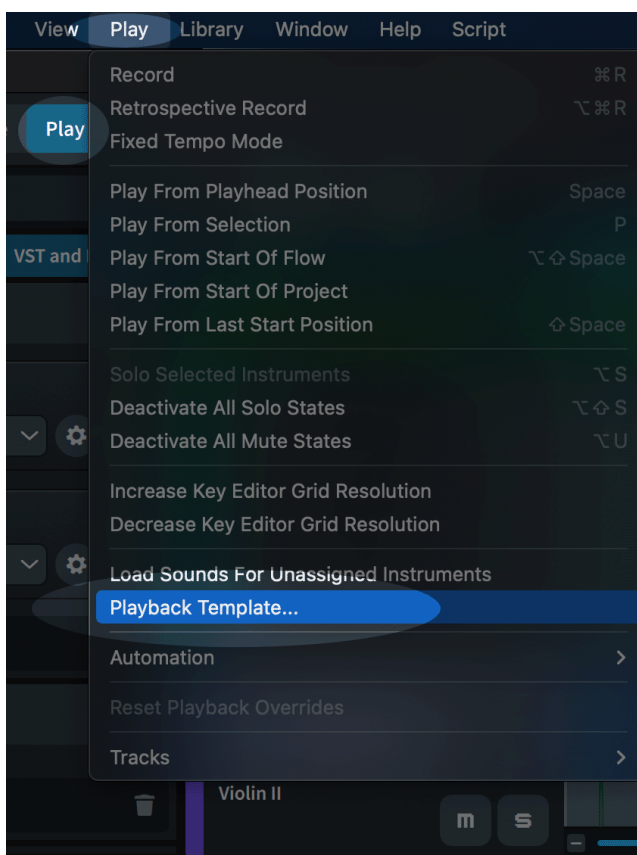 View Play Library Window Help Script
Play
VST and
Record ⌘R
Retrospective Record ⌥⌘R
Fixed Tempo Mode
Play From Playhead Position Space
Play From Selection P
Play From Start Of Flow ⌥⇧Space
Play From Start Of Project
Play From Last Start Position ⇧Space
Solo Selected Instruments ⌥S
Deactivate All Solo States ⌥⇧S
Deactivate All Mute States ⌥U
Increase Key Editor Grid Resolution
Decrease Key Editor Grid Resolution
Load Sounds For Unassigned Instruments
Playback Template...
Automation
Reset Playback Overrides
Tracks
Violin II
m s